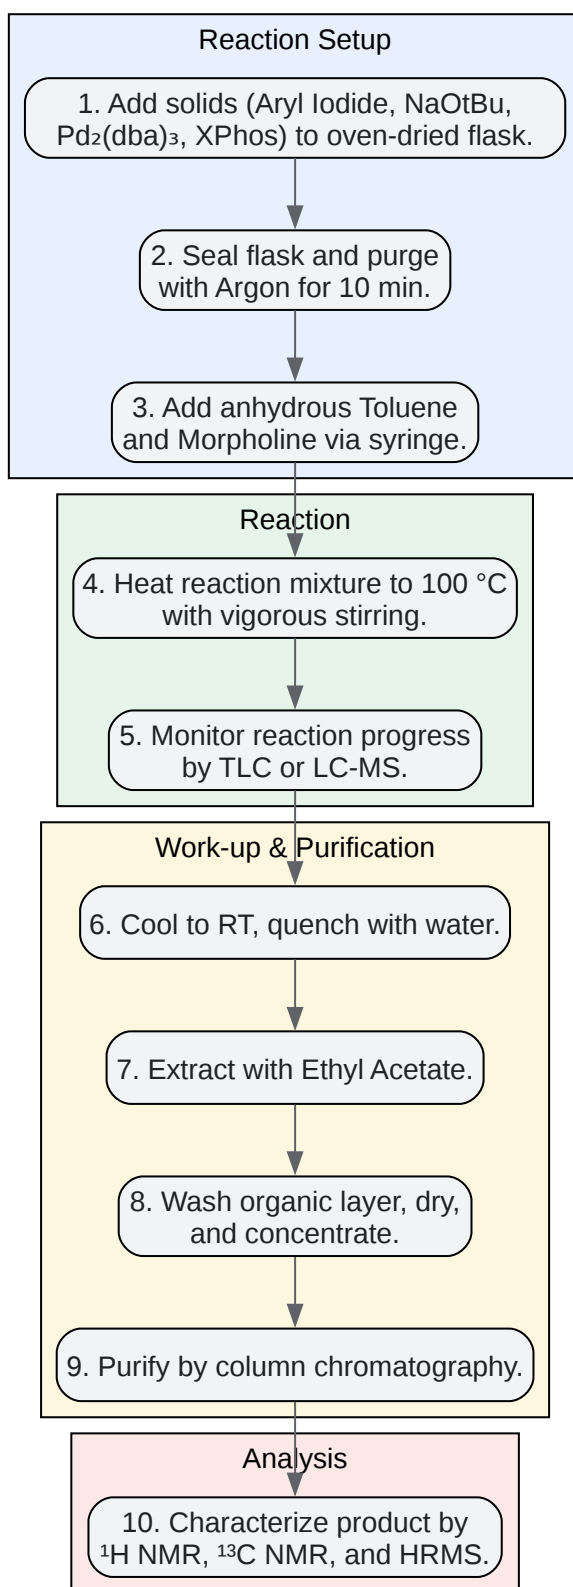 Reaction Setup
1. Add solids (Aryl Iodide, NaOtBu,
Pd₂(dba)₃, XPhos) to oven-dried flask.
2. Seal flask and purge
with Argon for 10 min.
3. Add anhydrous Toluene
and Morpholine via syringe.
Reaction
4. Heat reaction mixture to 100 °C
with vigorous stirring.
5. Monitor reaction progress
by TLC or LC-MS.
Work-up & Purification
6. Cool to RT, quench with water.
7. Extract with Ethyl Acetate.
8. Wash organic layer, dry,
and concentrate.
9. Purify by column chromatography.
Analysis
10. Characterize product by
¹H NMR, ¹³C NMR, and HRMS.